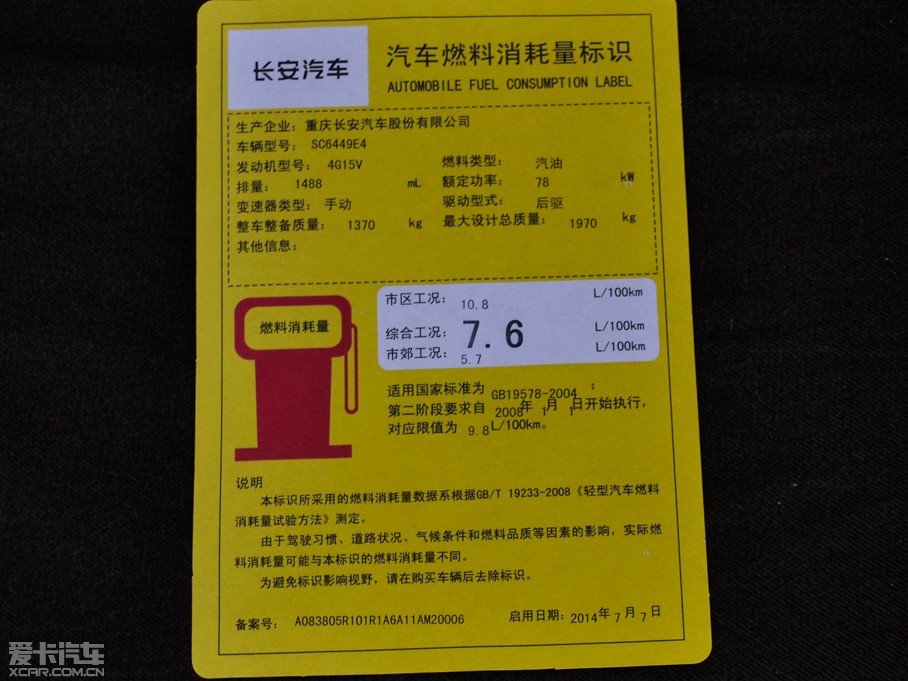 长安汽车
汽车燃料消耗量标识
AUTOMOBILE FUEL CONSUMPTION LABEL
生产企业: 重庆长安汽车股份有限公司
车辆型号: SC6449E4
发动机型号: 4G15V 燃料类型: 汽油
排量: 1488 mL 额定功率: 78 kW
变速器类型: 手动 驱动型式: 后驱
整车整备质量: 1370 kg 最大设计总质量: 1970 kg
其他信息:
燃料消耗量
市区工况: 10.8 L/100km
综合工况: 7.6 L/100km
市郊工况: 5.7 L/100km
适用国家标准为 GB19578-2004 ;
第二阶段要求自 2008年 1月 1日开始执行,
对应限值为 9.8L/100km。
说明
本标识所采用的燃料消耗量数据系根据GB/T 19233-2008《轻型汽车燃料
消耗量试验方法》测定。
由于驾驶习惯、道路状况、气候条件和燃料品质等因素的影响, 实际燃
料消耗量可能与本标识的燃料消耗量不同。
为避免标识影响视野, 请在购买车辆后去除标识。
备案号: A083805R101R1A6A11AM20006 启用日期: 2014年 7月 7日
爱卡汽车
XCAR.COM.CN